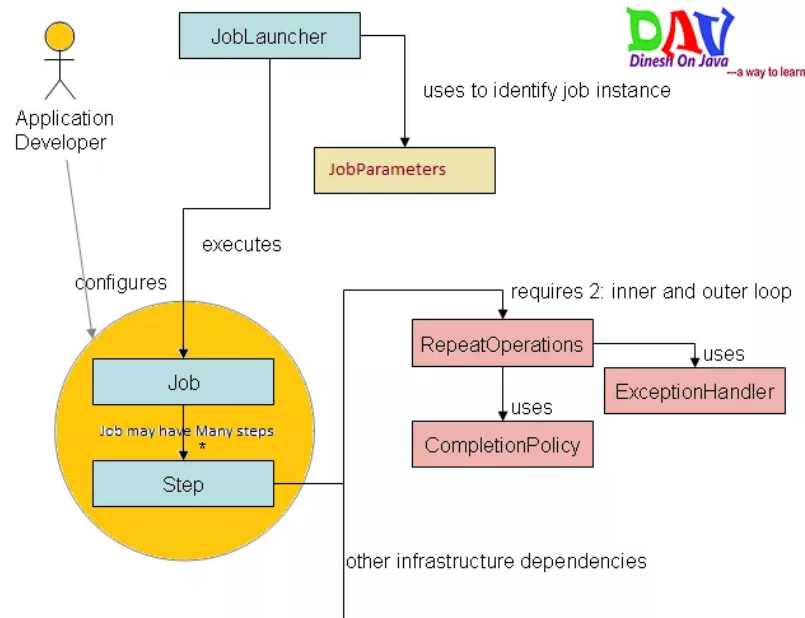 JobLauncher
DAV
Dinesh On Java
---a way to learn
uses to identify job instance
Application
Developer
JobParameters
executes
configures
requires 2: inner and outer loop
RepeatOperations
uses
Job
ExceptionHandler
uses
Job may have Many steps
*
CompletionPolicy
Step
other infrastructure dependencies